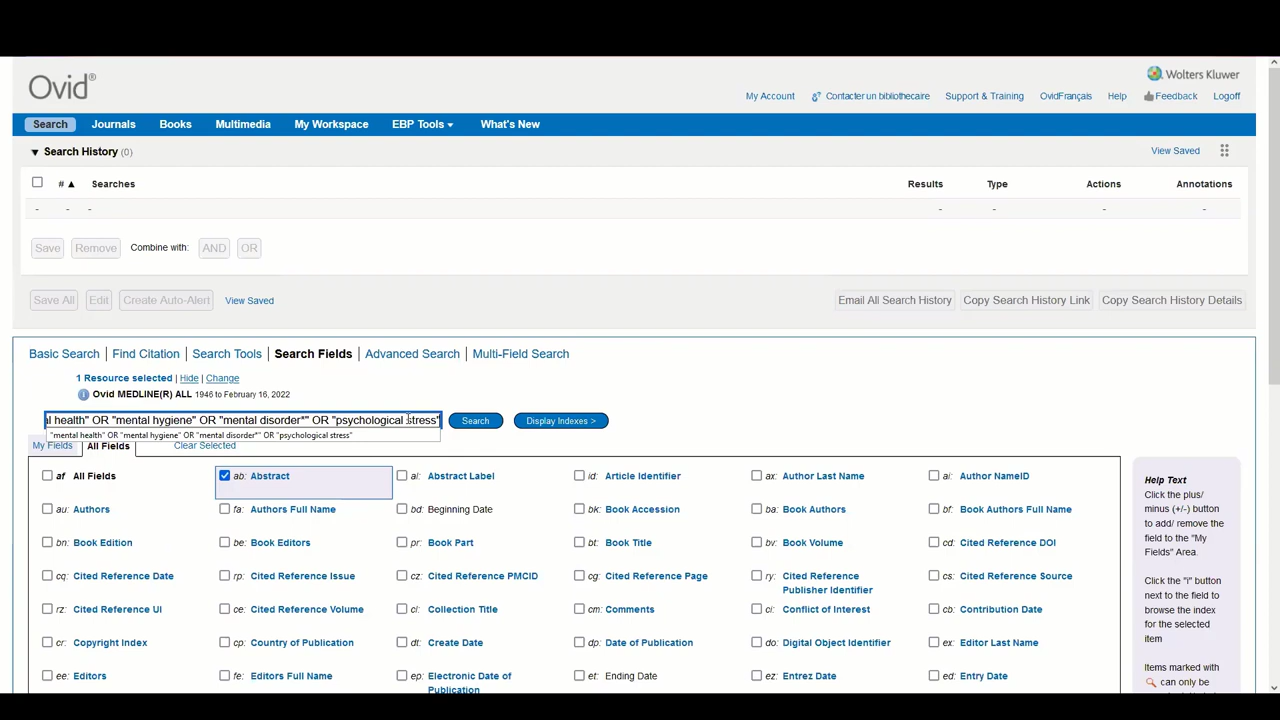 Ovid®
Wolters Kluwer
My Account Contacter un bibliothecaire Support & Training OvidFrançais Help Feedback Logoff
Search Journals Books Multimedia My Workspace EBP Tools What's New
Search History (0) View Saved
# ▲ Searches Results Type Actions Annotations
- - - - - - -
Save Remove Combine with: AND OR
Save All Edit Create Auto-Alert View Saved Email All Search History Copy Search History Link Copy Search History Details
Basic Search | Find Citation | Search Tools | Search Fields | Advanced Search | Multi-Field Search
1 Resource selected | Hide | Change
Ovid MEDLINE(R) ALL 1946 to February 16, 2022
al health" OR "mental hygiene" OR "mental disorder*" OR "psychological stress" Search Display Indexes >
"mental health" OR "mental hygiene" OR "mental disorder*" OR "psychological stress"
My Fields All Fields Clear Selected
af All Fields ab: Abstract al: Abstract Label id: Article Identifier ax: Author Last Name ai: Author NameID
au: Authors fa: Authors Full Name bd: Beginning Date bk: Book Accession ba: Book Authors bf: Book Authors Full Name
bn: Book Edition be: Book Editors pr: Book Part bt: Book Title bv: Book Volume cd: Cited Reference DOI
cq: Cited Reference Date rp: Cited Reference Issue cz: Cited Reference PMCID cg: Cited Reference Page ry: Cited Reference
Publisher Identifier cs: Cited Reference Source
rz: Cited Reference UI ce: Cited Reference Volume cl: Collection Title cm: Comments ci: Conflict of Interest cb: Contribution Date
cr: Copyright Index cp: Country of Publication dt: Create Date dp: Date of Publication do: Digital Object Identifier ex: Editor Last Name
ee: Editors fe: Editors Full Name ep: Electronic Date of
Publication et: Ending Date ez: Entrez Date ed: Entry Date
Help Text
Click the plus/
minus (+/-) button
to add/ remove the
field to the "My
Fields" Area.
Click the "i" button
next to the field to
browse the index
for the selected
item
Items marked with
can only be